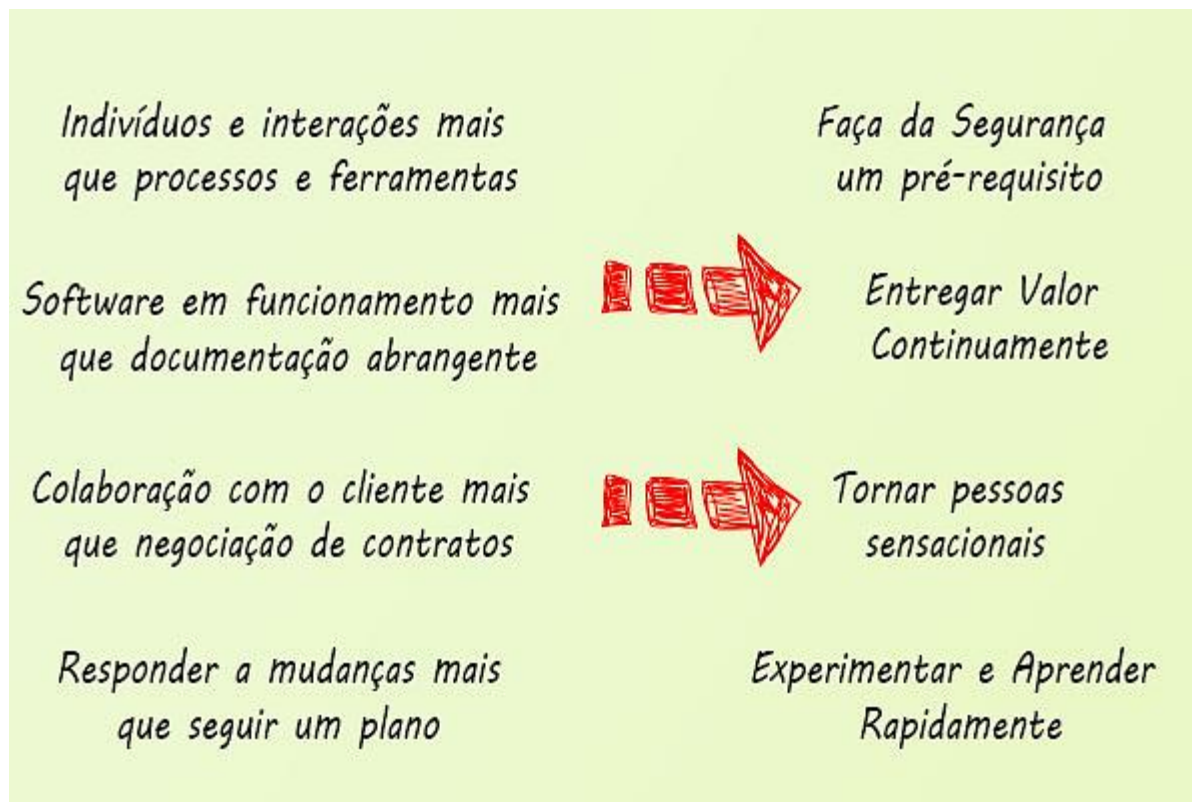 Indivíduos e interações mais
que processos e ferramentas
Faça da Segurança
um pré-requisito
Software em funcionamento mais
que documentação abrangente
Entregar Valor
Continuamente
Colaboração com o cliente mais
que negociação de contratos
Tornar pessoas
sensacionais
Responder a mudanças mais
que seguir um plano
Experimentar e Aprender
Rapidamente